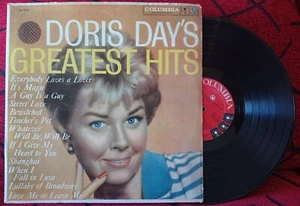 COLUMBIA
DORIS DAY'S
GREATEST HITS
Everybody Loves a Lover
It's Magic
A Guy Is a Guy
Secret Love
Bewitched
Teacher's Pet
Whatever
Will Be, Will Be
If I Give My
Heart to You
Shanghai
When I
Fall in Love
Lullaby of Broadway
Love Me or Leave Me
COLUMBIA